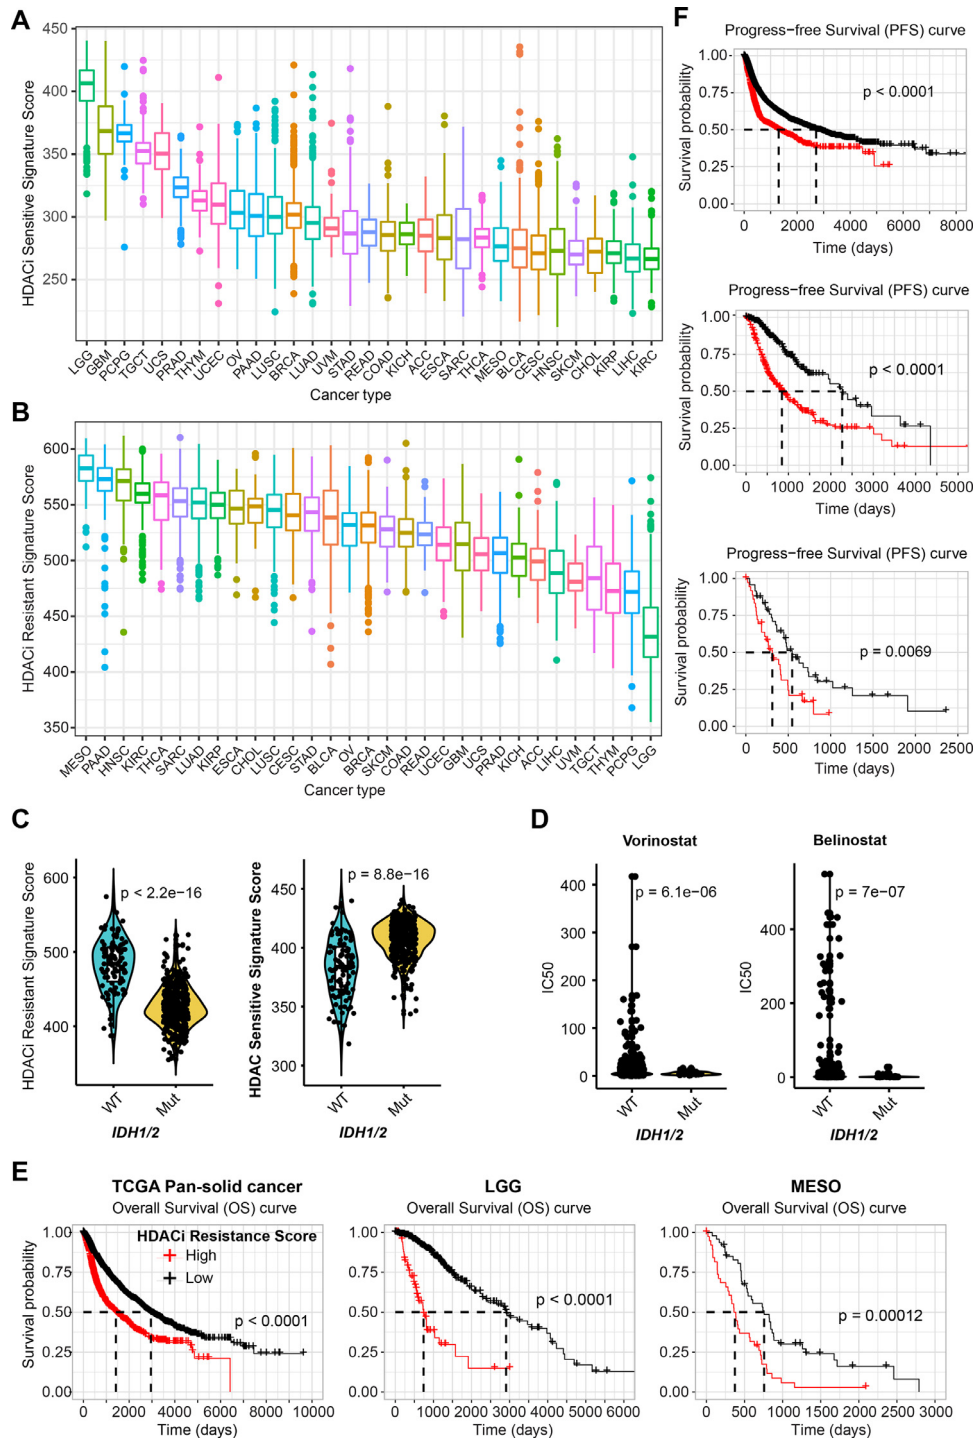 A
HDACi Sensitive Signature Score
450
400
350
300
250
LGG
GBM
PCPG
TGCT
UCS
PRAD
THYM
UCEC
OV
PAAD
LUSC
BRCA
LUAD
UVM
STAD
READ
COAD
KICH
ACC
ESCA
SARC
THCA
MESO
BLCA
CESC
HNSC
SKCM
CHOL
KIRP
LIHC
KIRC
Cancer type
B
HDACi Resistant Signature Score
600
550
500
450
400
350
MESO
PAAD
HNSC
KIRC
THCA
SARC
LUAD
KIRP
ESCA
CHOL
LUSC
CESC
STAD
BLCA
OV
BRCA
SKCM
COAD
READ
UCEC
GBM
UCS
PRAD
KICH
ACC
LIHC
UVM
TGCT
THYM
PCPG
LGG
Cancer type
C
HDACi Resistant Signature Score
600
500
400
p < 2.2e−16
WT
Mut
IDH1/2
HDAC Sensitive Signature Score
450
400
350
300
p = 8.8e−16
WT
Mut
IDH1/2
D
Vorinostat
IC50
400
300
200
100
0
p = 6.1e−06
WT
Mut
IDH1/2
Belinostat
IC50
400
200
0
p = 7e−07
WT
Mut
IDH1/2
E
TCGA Pan-solid cancer
Overall Survival (OS) curve
Survival probability
1.00
0.75
0.50
0.25
0.00
HDACi Resistance Score
High
Low
p < 0.0001
0 2000 4000 6000 8000 10000
Time (days)
LGG
Overall Survival (OS) curve
1.00
0.75
0.50
0.25
0.00
p < 0.0001
0 1000 2000 3000 4000 5000 6000
Time (days)
MESO
Overall Survival (OS) curve
1.00
0.75
0.50
0.25
0.00
p = 0.00012
0 500 1000 1500 2000 2500 3000
Time (days)
F
Progress−free Survival (PFS) curve
Survival probability
1.00
0.75
0.50
0.25
0.00
p < 0.0001
0 2000 4000 6000 8000
Time (days)
Progress−free Survival (PFS) curve
Survival probability
1.00
0.75
0.50
0.25
0.00
p < 0.0001
0 1000 2000 3000 4000 5000
Time (days)
Progress−free Survival (PFS) curve
Survival probability
1.00
0.75
0.50
0.25
0.00
p = 0.0069
0 500 1000 1500 2000 2500
Time (days)